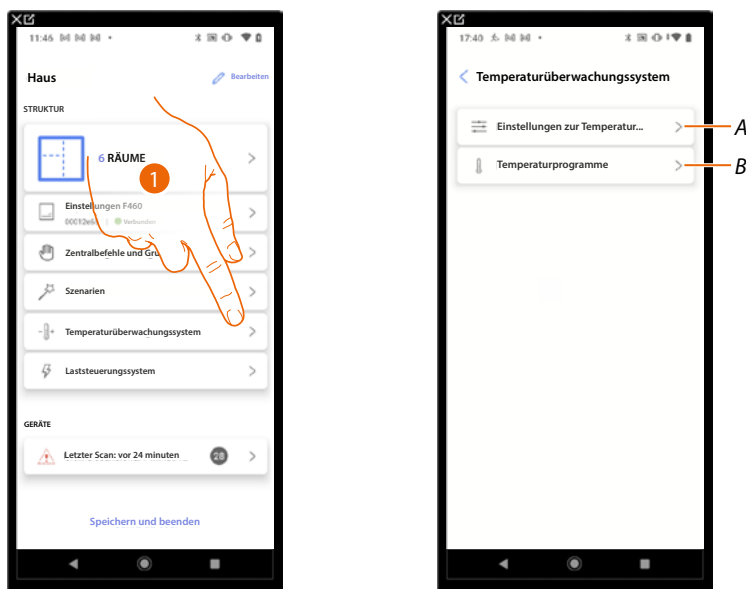 11:46
Haus
Bearbeiten
STRUKTUR
6 RÄUME
1
Einstellungen F460
Verbunden
Zentralbefehle und Gru
Szenarien
Temperaturüberwachungssystem
Laststeuerungssystem
GERÄTE
Letzter Scan: vor 24 minuten
28
Speichern und beenden
17:40
Temperaturüberwachungssystem
Einstellungen zur Temperatur...
A
Temperaturprogramme
B